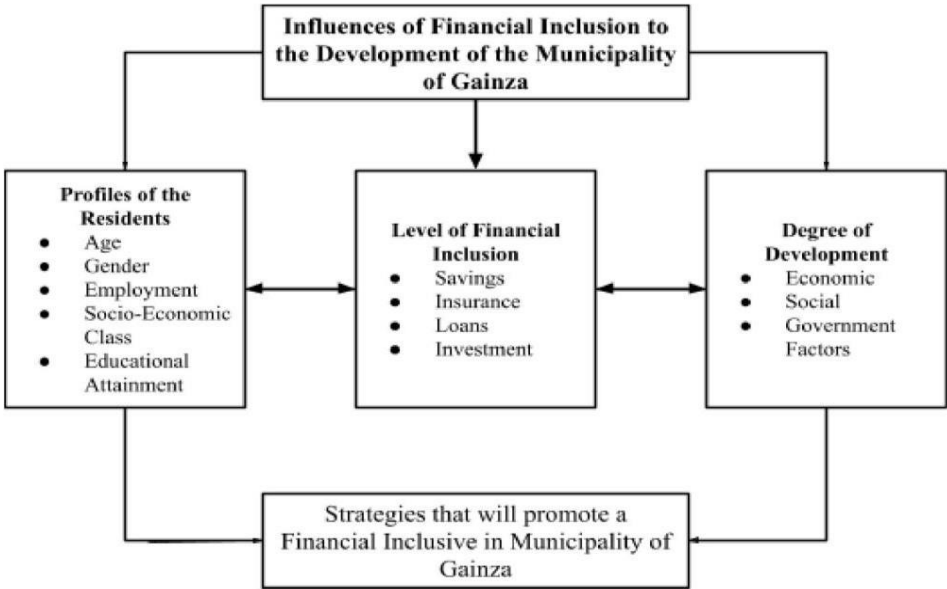 Influences of Financial Inclusion to
the Development of the Municipality
of Gainza
Profiles of the
Residents
● Age
● Gender
● Employment
● Socio-Economic
Class
● Educational
Attainment
Level of Financial
Inclusion
● Savings
● Insurance
● Loans
● Investment
Degree of
Development
● Economic
● Social
● Government
Factors
Strategies that will promote a
Financial Inclusive in Municipality of
Gainza